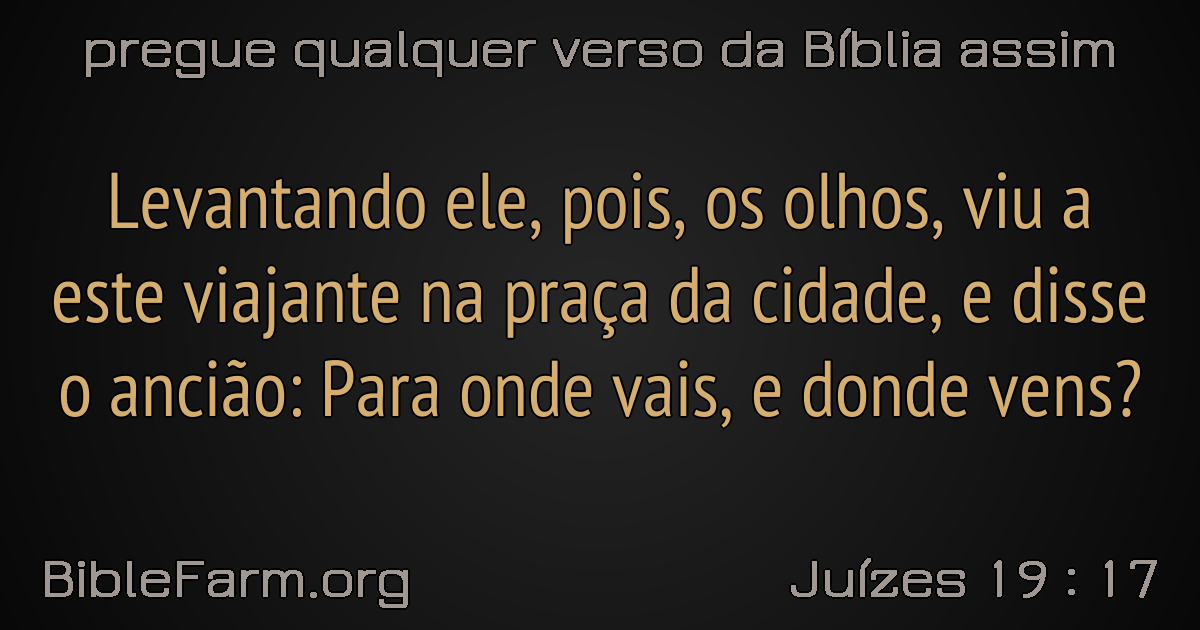 pregue qualquer verso da Bíblia assim
Levantando ele, pois, os olhos, viu a
este viajante na praça da cidade, e disse
o ancião: Para onde vais, e donde vens?
BibleFarm.org
Juízes 19 : 17